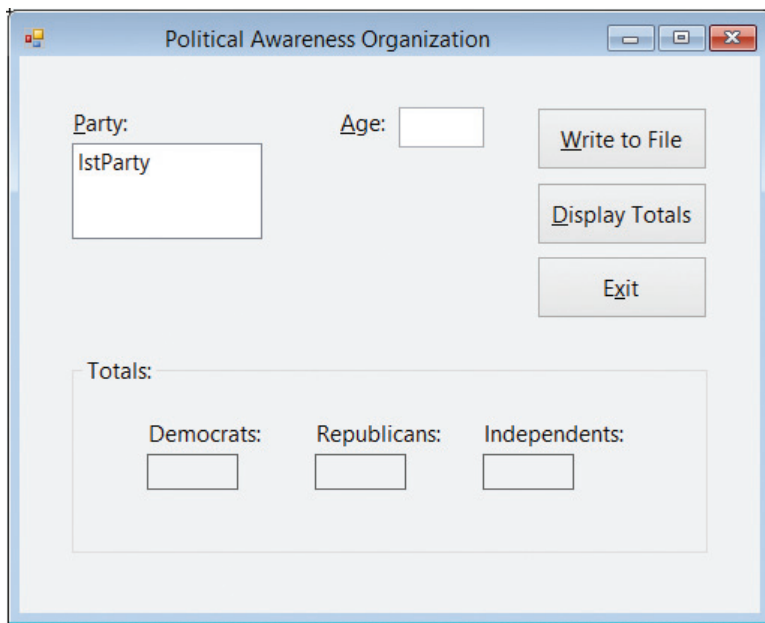 Political Awareness Organization
Party:
lstParty
Age:
Write to File
Display Totals
Exit
Totals:
Democrats:
Republicans:
Independents: